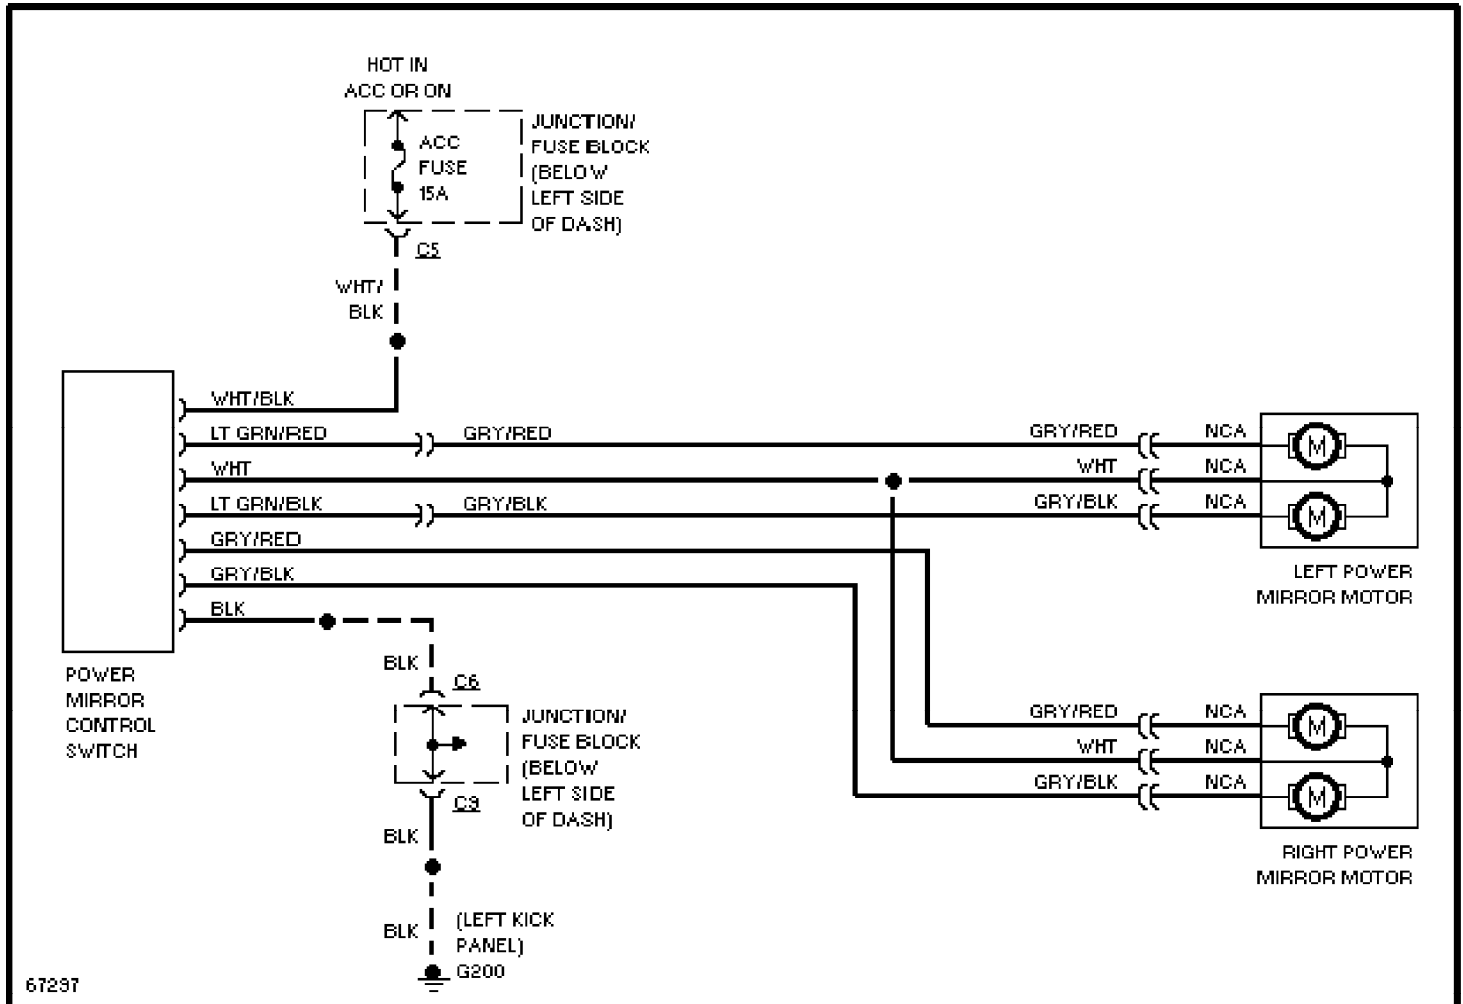 HOT IN
ACC OR ON
ACC
FUSE
15A
JUNCTION/
FUSE BLOCK
(BELOW
LEFT SIDE
OF DASH)
C5
WHT/
BLK
WHT/BLK
LT GRN/RED
GRY/RED
GRY/RED
NCA
WHT
WHT
NCA
LT GRN/BLK
GRY/BLK
GRY/BLK
NCA
GRY/RED
GRY/BLK
BLK
M
M
LEFT POWER
MIRROR MOTOR
POWER
MIRROR
CONTROL
SWITCH
BLK
C6
JUNCTION/
FUSE BLOCK
(BELOW
LEFT SIDE
OF DASH)
C9
BLK
BLK
(LEFT KICK
PANEL)
G200
GRY/RED
NCA
WHT
NCA
GRY/BLK
NCA
M
M
RIGHT POWER
MIRROR MOTOR
67297